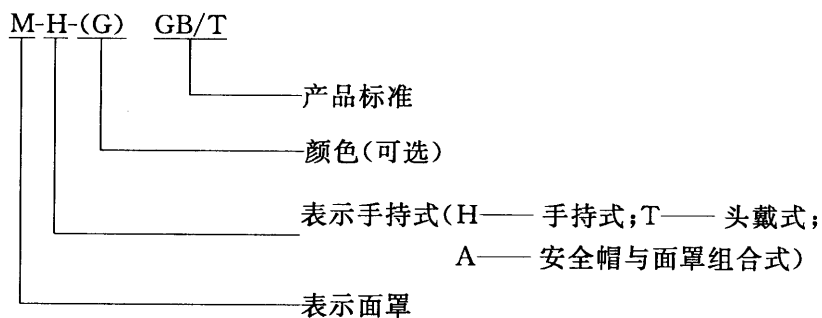 M-H-(G) GB/T
产品标准
颜色(可选)
表示手持式(H—— 手持式;T—— 头戴式;
A—— 安全帽与面罩组合式)
表示面罩